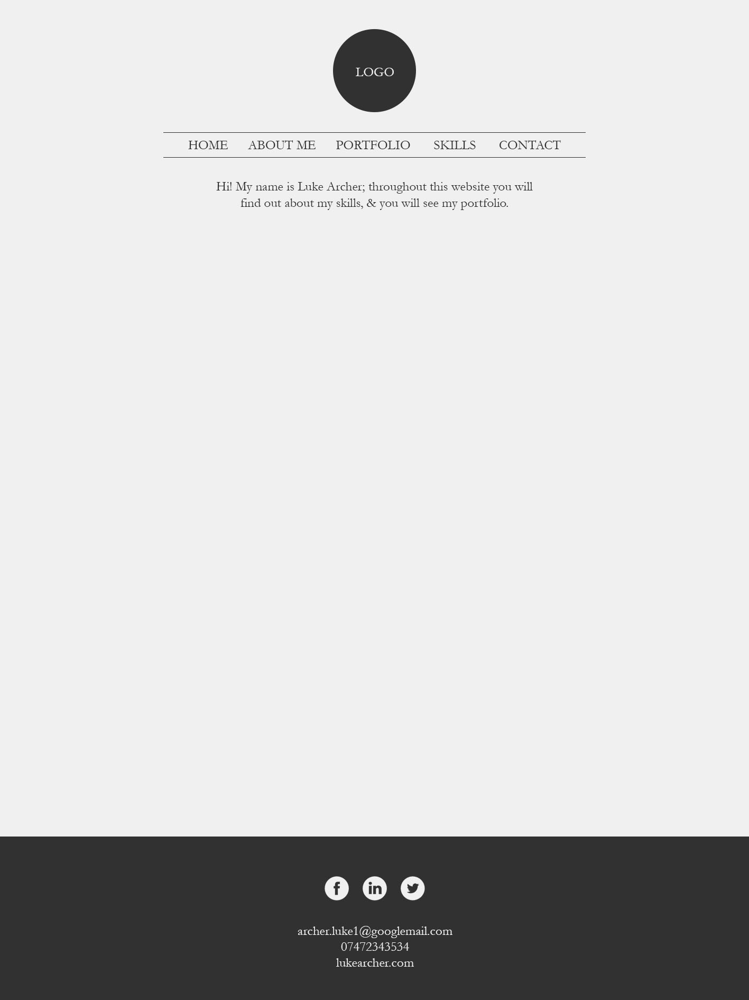 LOGO
HOME ABOUT ME PORTFOLIO SKILLS CONTACT
Hi! My name is Luke Archer; throughout this website you will
find out about my skills, & you will see my portfolio.
f in
archer.luke1@googlemail.com
07472343534
lukearcher.com